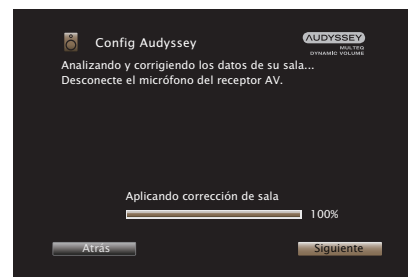 Config Audyssey
AUDYSSEY
MULTEQ
DYNAMIC VOLUME
Analizando y corrigiendo los datos de su sala...
Desconecte el micrófono del receptor AV.
Aplicando corrección de sala
100%
Atrás
Siguiente